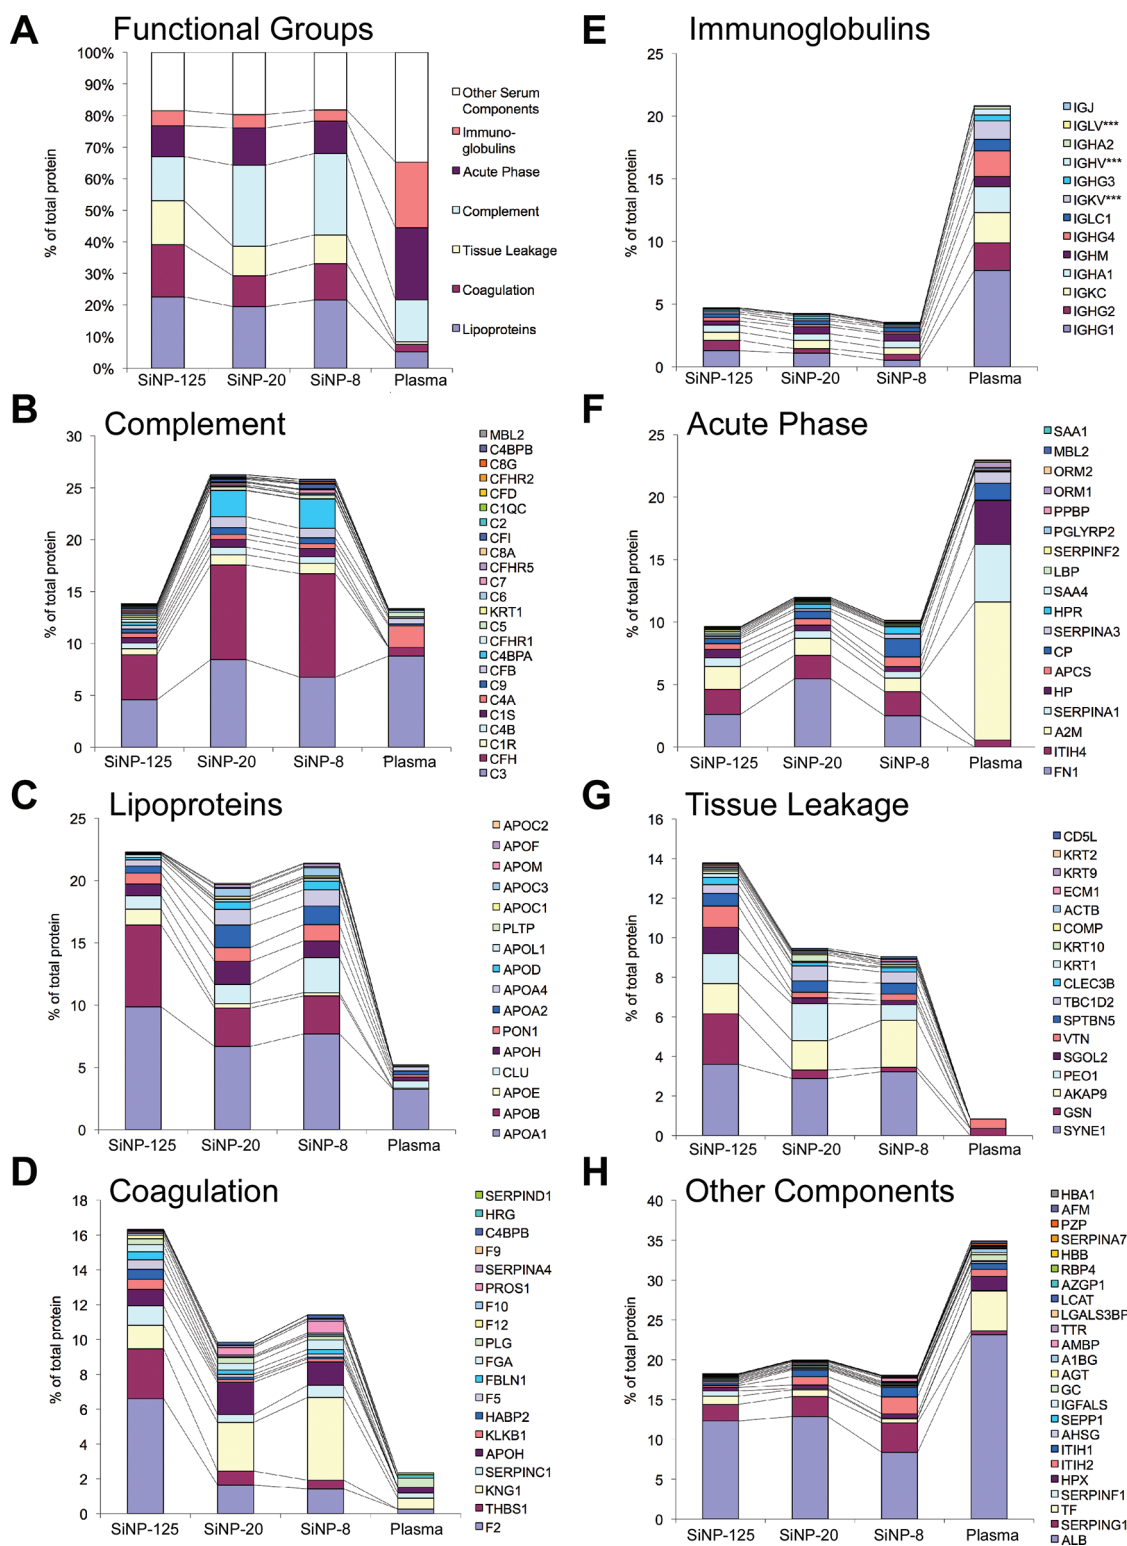 A
Functional Groups
100%
90%
80%
70%
60%
50%
40%
30%
20%
10%
0%
% of total protein
SiNP-125
SiNP-20
SiNP-8
Plasma
Other Serum
Components
Immuno-
globulins
Acute Phase
Complement
Tissue Leakage
Coagulation
Lipoproteins
B
Complement
30
25
20
15
10
5
0
% of total protein
SiNP-125
SiNP-20
SiNP-8
Plasma
MBL2
C4BPB
C8G
CFHR2
CFD
C1QC
C2
CFI
C8A
CFHR5
C7
C6
KRT1
C5
CFHR1
C4BPA
CFB
C9
C4A
C1S
C4B
C1R
CFH
C3
C
Lipoproteins
25
20
15
10
5
0
% of total protein
SiNP-125
SiNP-20
SiNP-8
Plasma
APOC2
APOF
APOM
APOC3
APOC1
PLTP
APOL1
APOD
APOA4
APOA2
PON1
APOH
CLU
APOE
APOB
APOA1
D
Coagulation
18
16
14
12
10
8
6
4
2
0
% of total protein
SiNP-125
SiNP-20
SiNP-8
Plasma
SERPIND1
HRG
C4BPB
F9
SERPINA4
PROS1
F10
F12
PLG
FGA
FBLN1
F5
HABP2
KLKB1
APOH
SERPINC1
KNG1
THBS1
F2
E
Immunoglobulins
25
20
15
10
5
0
% of total protein
SiNP-125
SiNP-20
SiNP-8
Plasma
IGJ
IGLV***
IGHA2
IGHV***
IGHG3
IGKV***
IGLC1
IGHG4
IGHM
IGHA1
IGKC
IGHG2
IGHG1
F
Acute Phase
25
20
15
10
5
0
% of total protein
SiNP-125
SiNP-20
SiNP-8
Plasma
SAA1
MBL2
ORM2
ORM1
PPBP
PGLYRP2
SERPINF2
LBP
SAA4
HPR
SERPINA3
CP
APCS
HP
SERPINA1
A2M
ITIH4
FN1
G
Tissue Leakage
16
14
12
10
8
6
4
2
0
% of total protein
SiNP-125
SiNP-20
SiNP-8
Plasma
CD5L
KRT2
KRT9
ECM1
ACTB
COMP
KRT10
KRT1
CLEC3B
TBC1D2
SPTBN5
VTN
SGOL2
PEO1
AKAP9
GSN
SYNE1
H
Other Components
40
35
30
25
20
15
10
5
0
% of total protein
SiNP-125
SiNP-20
SiNP-8
Plasma
HBA1
AFM
PZP
SERPINA7
HBB
RBP4
AZGP1
LCAT
LGALS3BP
TTR
AMBP
A1BG
AGT
GC
IGFALS
SEPP1
AHSG
ITIH1
ITIH2
HPX
SERPINF1
TF
SERPING1
ALB